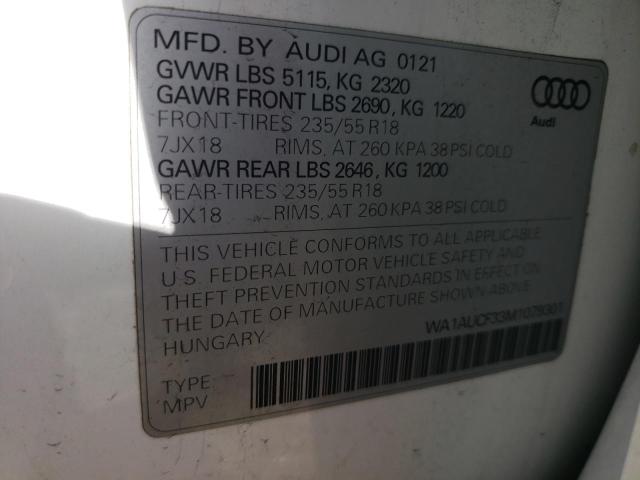 MFD. BY AUDI AG 0121
GVWR LBS 5115, KG 2320
GAWR FRONT LBS 2690, KG 1220
FRONT-TIRES 235/55 R18
7JX18 RIMS, AT 260 KPA 38 PSI COLD
GAWR REAR LBS 2646, KG 1200
REAR-TIRES 235/55 R18
7JX18 RIMS, AT 260 KPA 38 PSI COLD
Audi
THIS VEHICLE CONFORMS TO ALL APPLICABLE
U.S. FEDERAL MOTOR VEHICLE SAFETY AND
THEFT PREVENTION STANDARDS IN EFFECT ON
THE DATE OF MANUFACTURE SHOWN ABOVE
HUNGARY
WA1AUCF33M1079301
TYPE
MPV